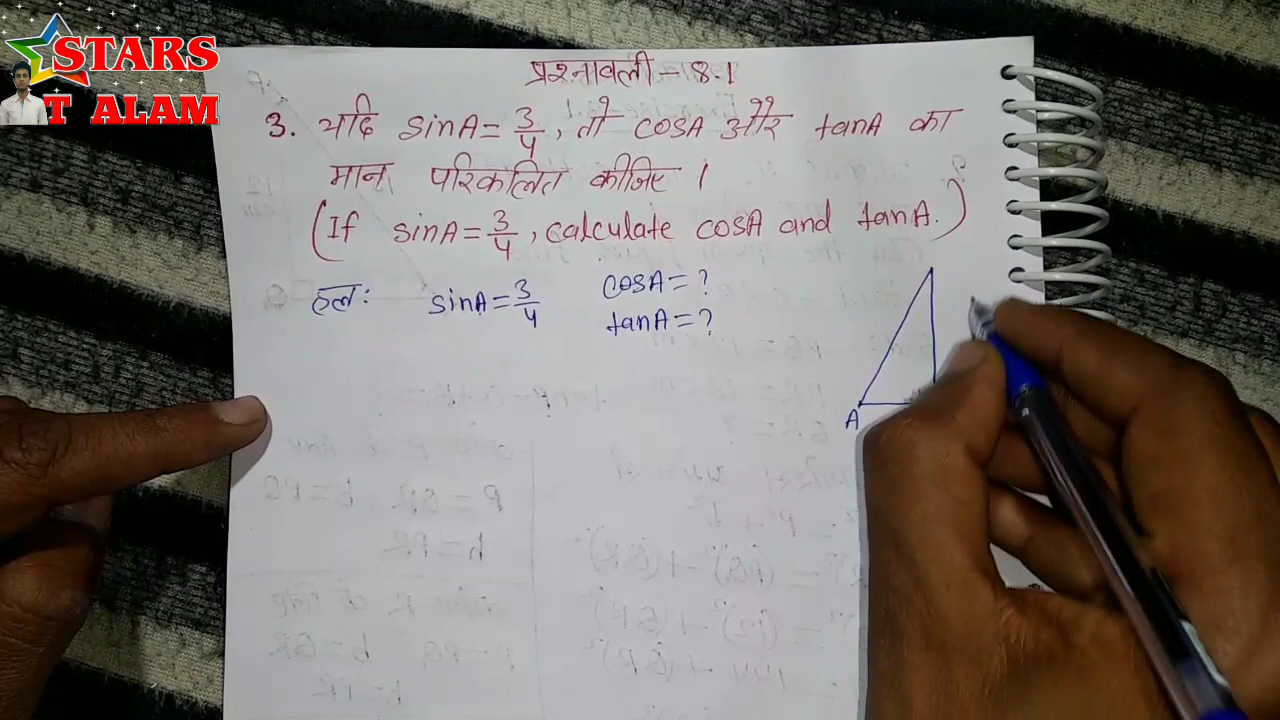 STARS
T ALAM
प्रश्नावली - 8.1
3. यदि sinA = 3/4, तो cosA और tanA का
मान परिकलित कीजिए ।
(If sinA = 3/4, calculate cosA and tanA.)
हल: sinA = 3/4 cosA = ?
tanA = ?
A